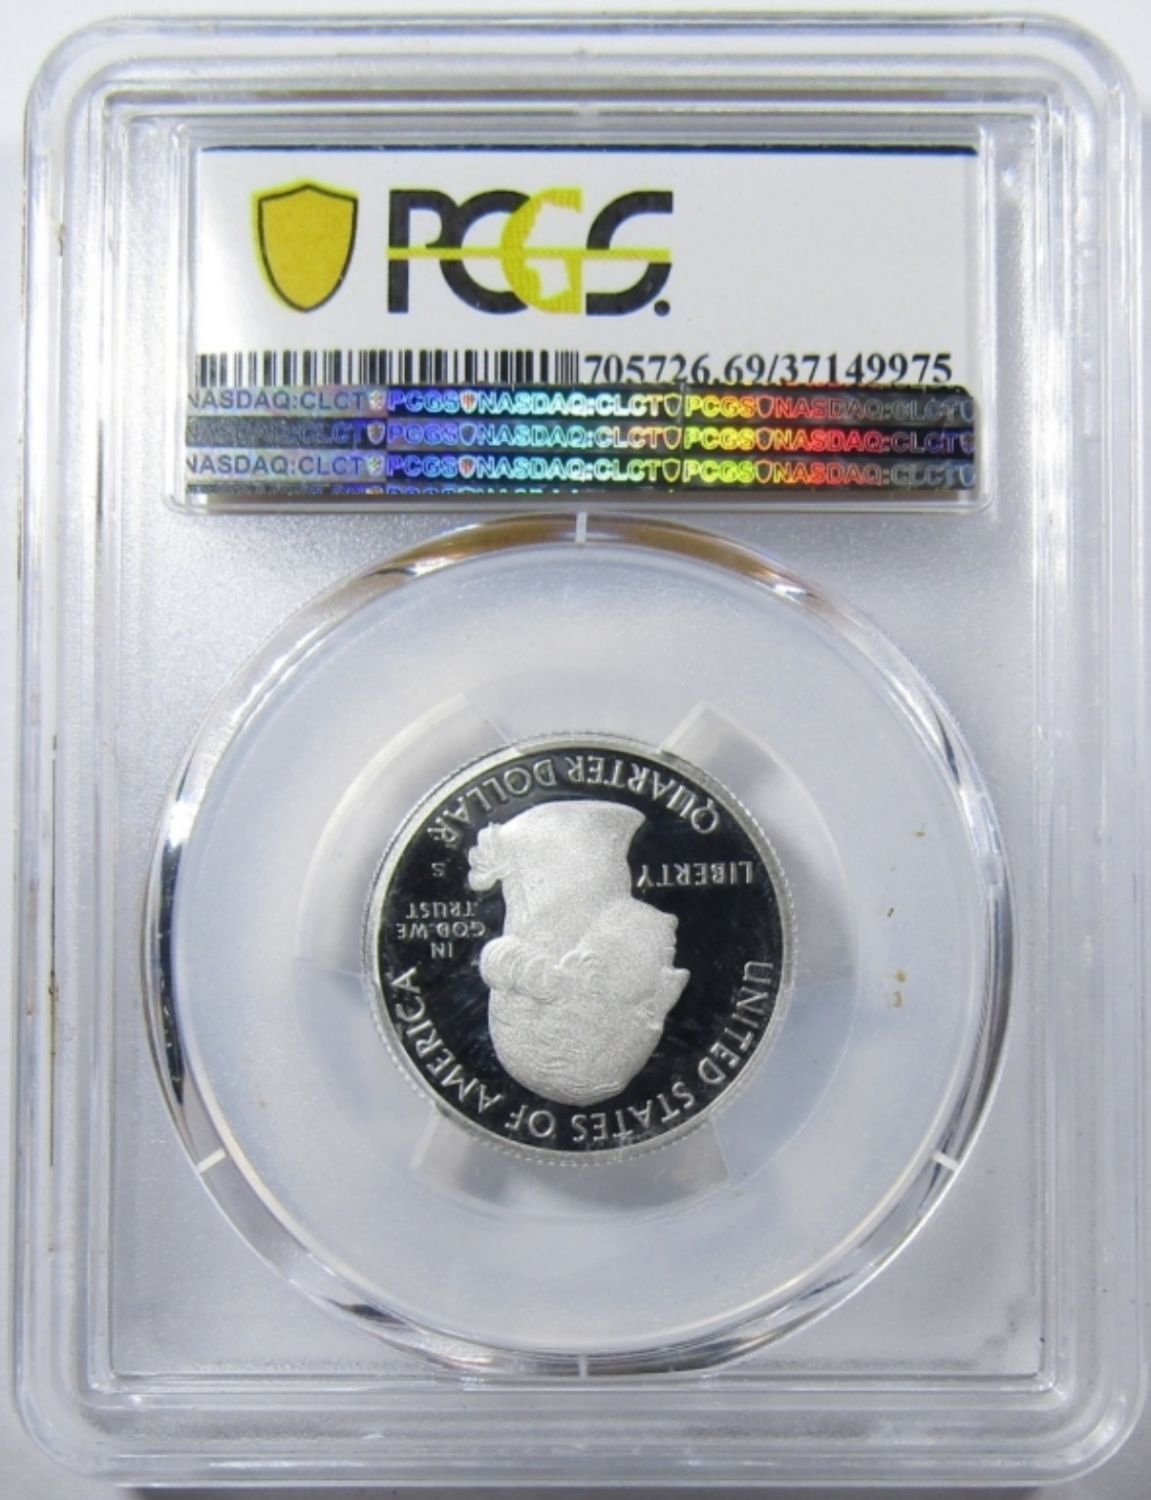 PCGS.
705726.69/37149975
NASDAQ:CLCT PCGS NASDAQ:CLCT PCGS NASDAQ:CLCT
NASDAQ:CLCT PCGS NASDAQ:CLCT PCGS NASDAQ:CLCT
NASDAQ:CLCT PCGS NASDAQ:CLCT PCGS NASDAQ:CLCT
UNITED STATES OF AMERICA
LIBERTY
IN
GOD WE
TRUST
S
QUARTER DOLLAR